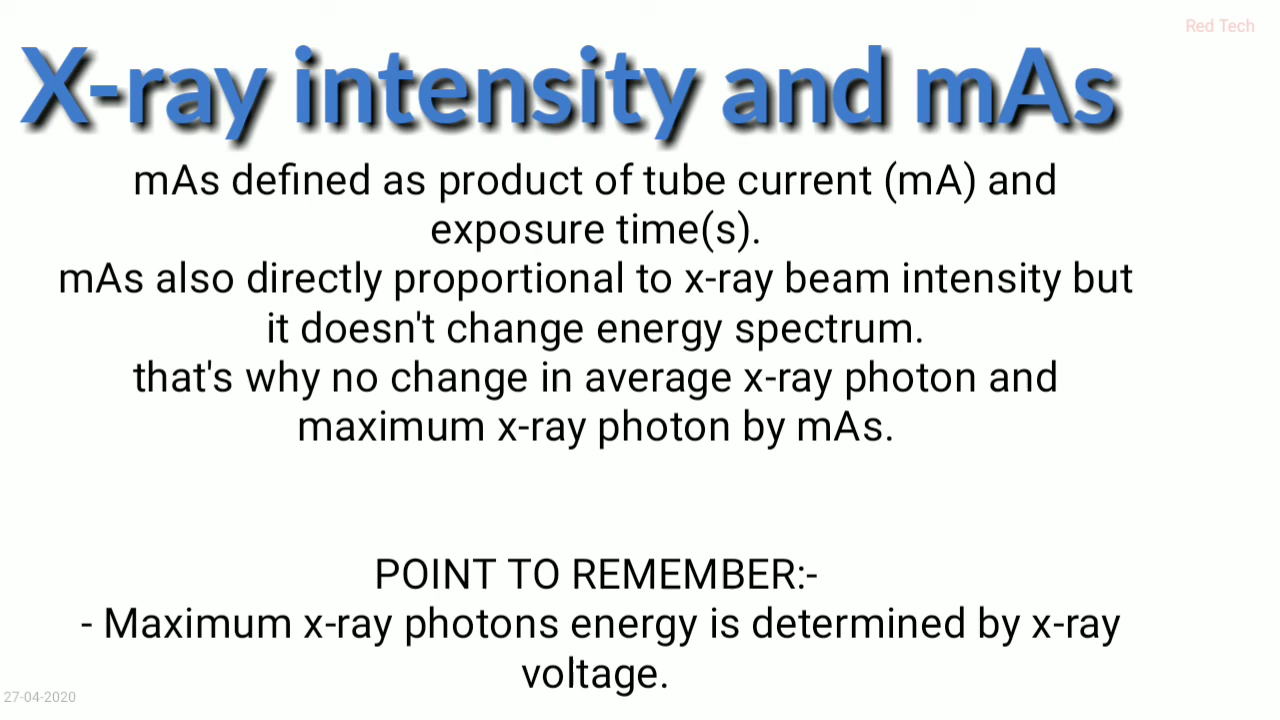 Red Tech
X-ray intensity and mAs
mAs defined as product of tube current (mA) and
exposure time(s).
mAs also directly proportional to x-ray beam intensity but
it doesn't change energy spectrum.
that's why no change in average x-ray photon and
maximum x-ray photon by mAs.
POINT TO REMEMBER:-
- Maximum x-ray photons energy is determined by x-ray
voltage.
27-04-2020